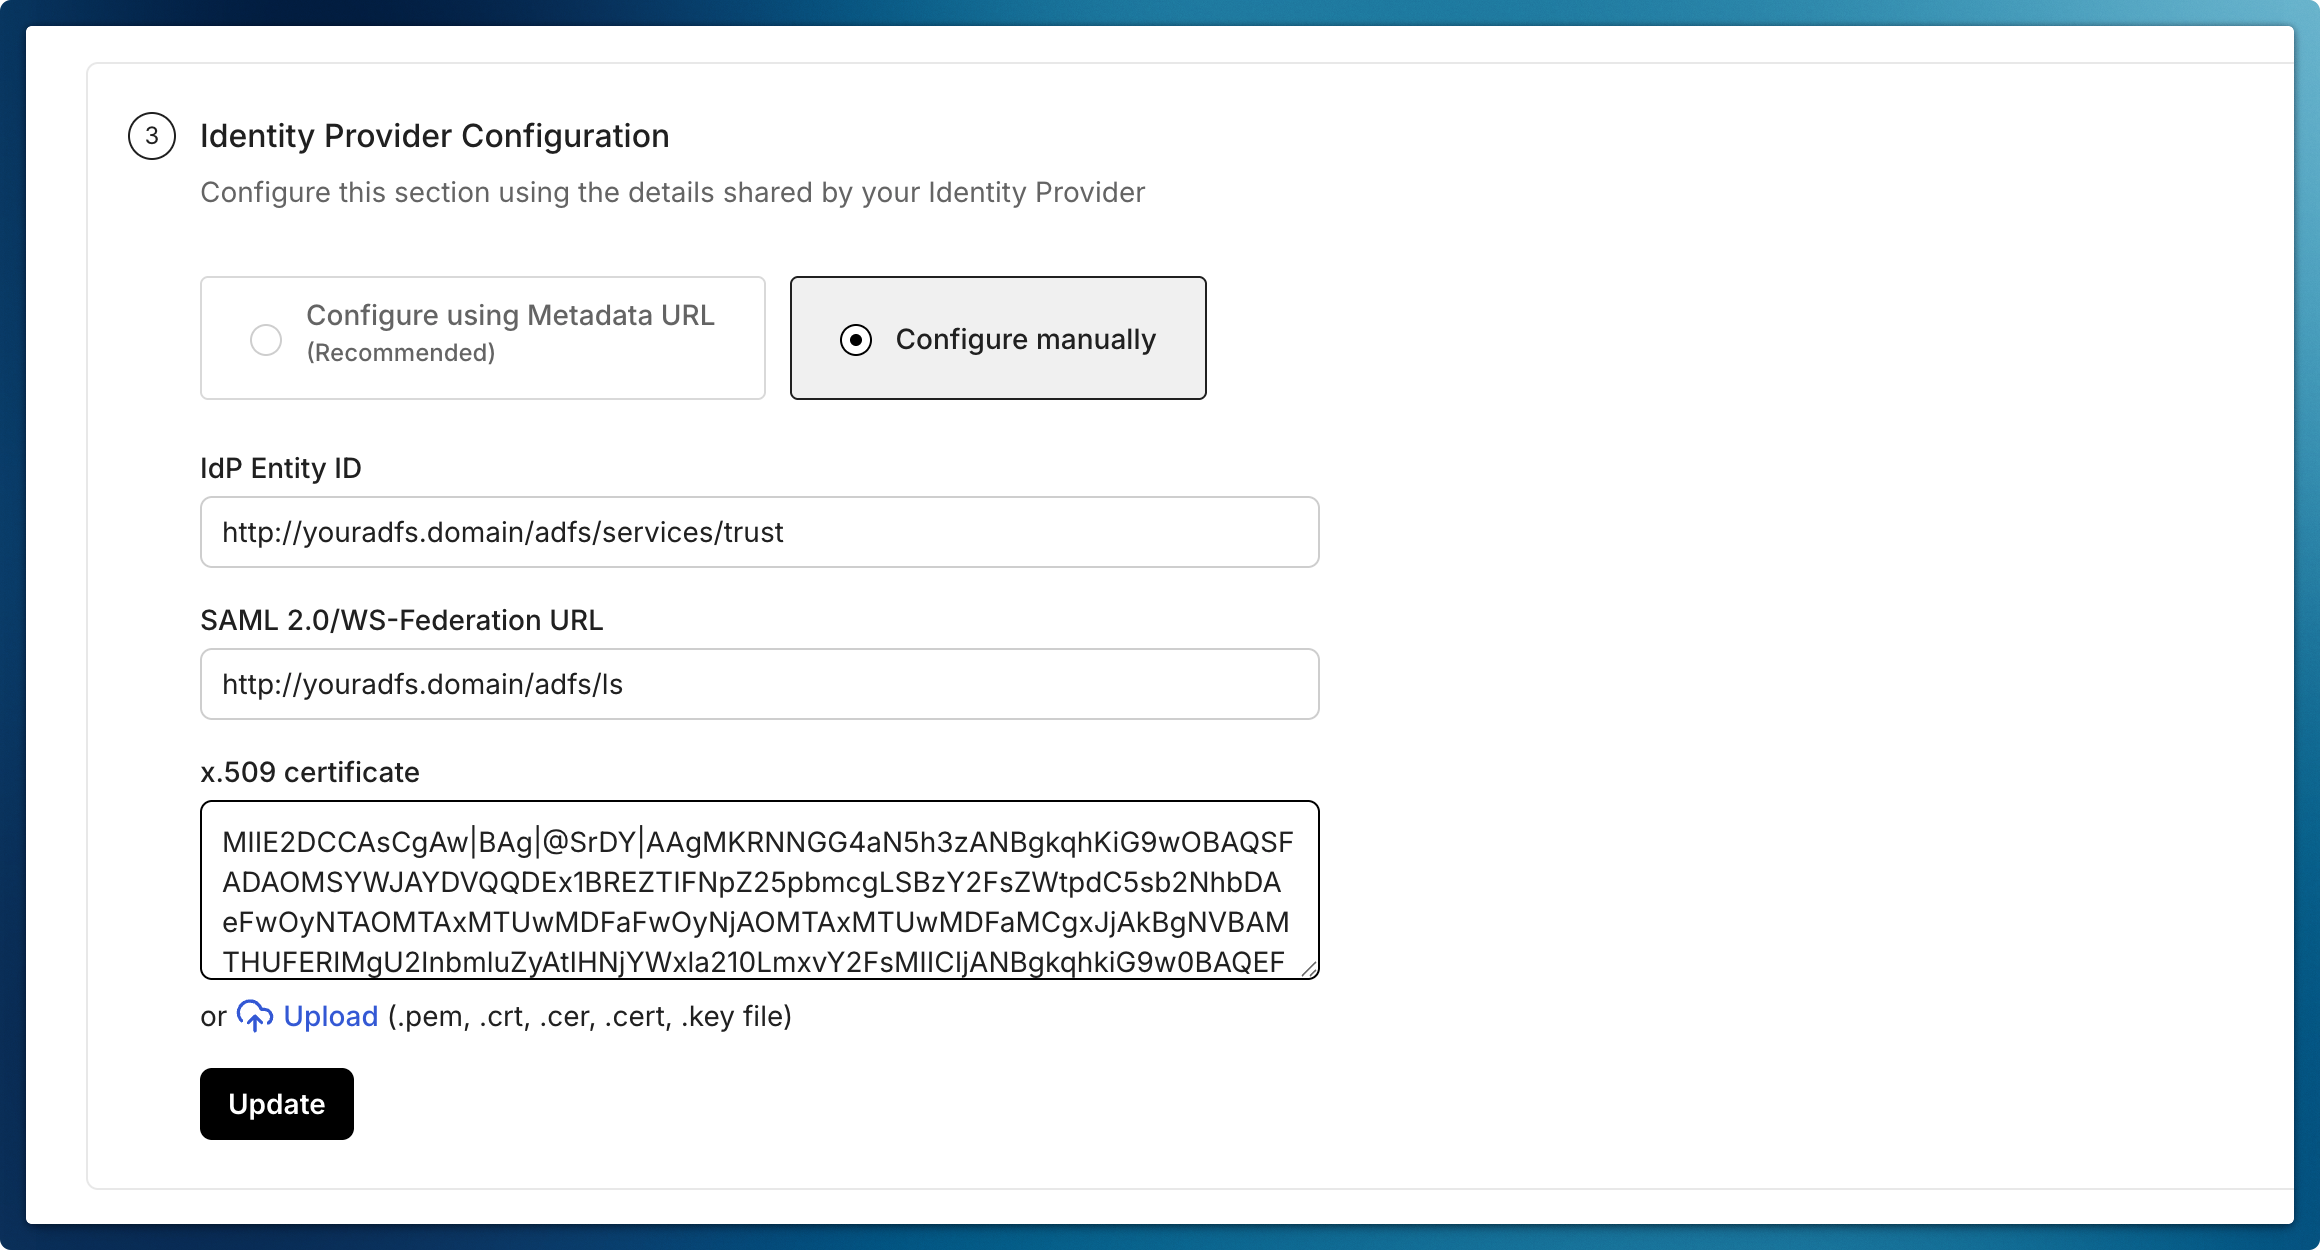 3
Identity Provider Configuration
Configure this section using the details shared by your Identity Provider
Configure using Metadata URL
(Recommended)
Configure manually
IdP Entity ID
http://youradfs.domain/adfs/services/trust
SAML 2.0/WS-Federation URL
http://youradfs.domain/adfs/ls
x.509 certificate
MIIE2DCCAsCgAw|BAg|@SrDY|AAgMKRNNGG4aN5h3zANBgkqhKiG9wOBAQSF
ADAOMSYWJAYDVQQDEx1BREZTIFNpZ25pbmcgLSBzY2FsZWtpdC5sb2NhbDA
eFwOyNTAOMTAxMTUwMDFaFwOyNjAOMTAxMTUwMDFaMCgxJjAkBgNVBAM
THUFERIMgU2lnbmluZyAtIHNjYWxla210LmxvY2FsMIICIjANBgkqhkiG9w0BAQEF
or Upload (.pem, .crt, .cer, .cert, .key file)
Update